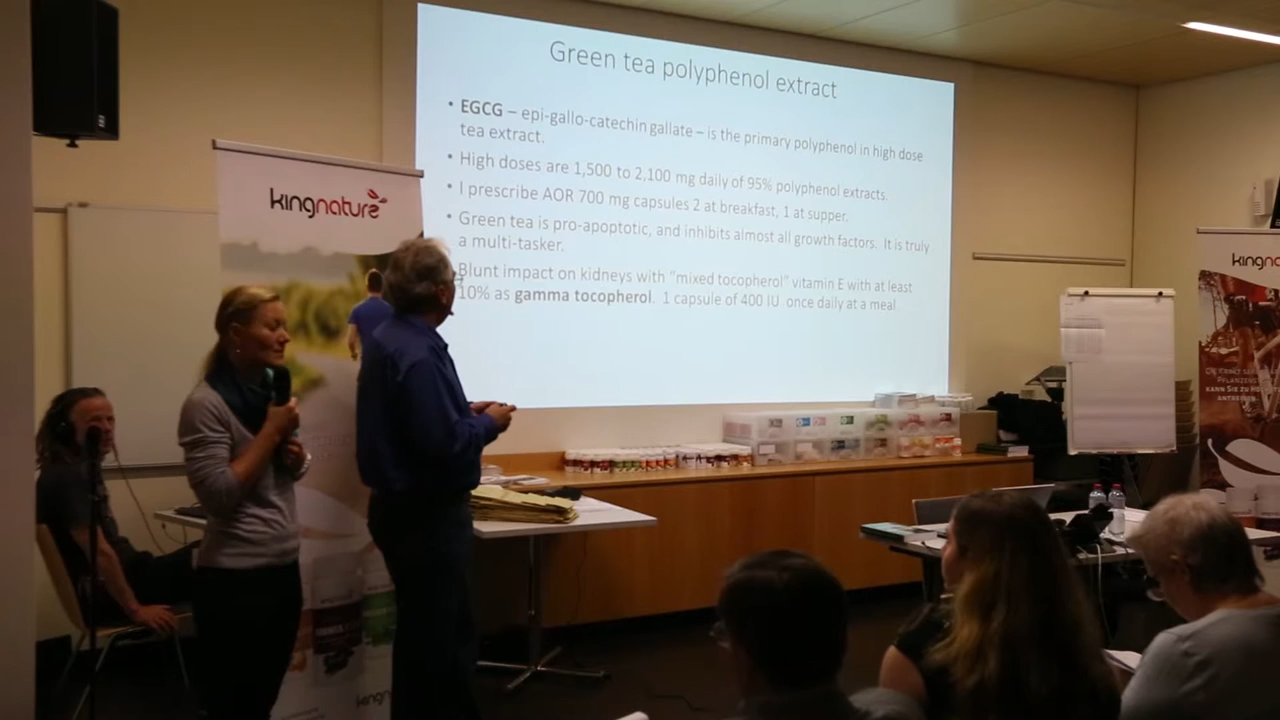 Green tea polyphenol extract
• EGCG – epi-gallo-catechin gallate – is the primary polyphenol in high dose
tea extract.
• High doses are 1,500 to 2,100 mg daily of 95% polyphenol extracts.
• I prescribe AOR 700 mg capsules 2 at breakfast, 1 at supper.
• Green tea is pro-apoptotic, and inhibits almost all growth factors. It is truly
a multi-tasker.
Blunt impact on kidneys with "mixed tocopherol" vitamin E with at least
10% as gamma tocopherol. 1 capsule of 400 IU once daily at a meal
kingnature
kingna
KANN SIE ZU
kingn